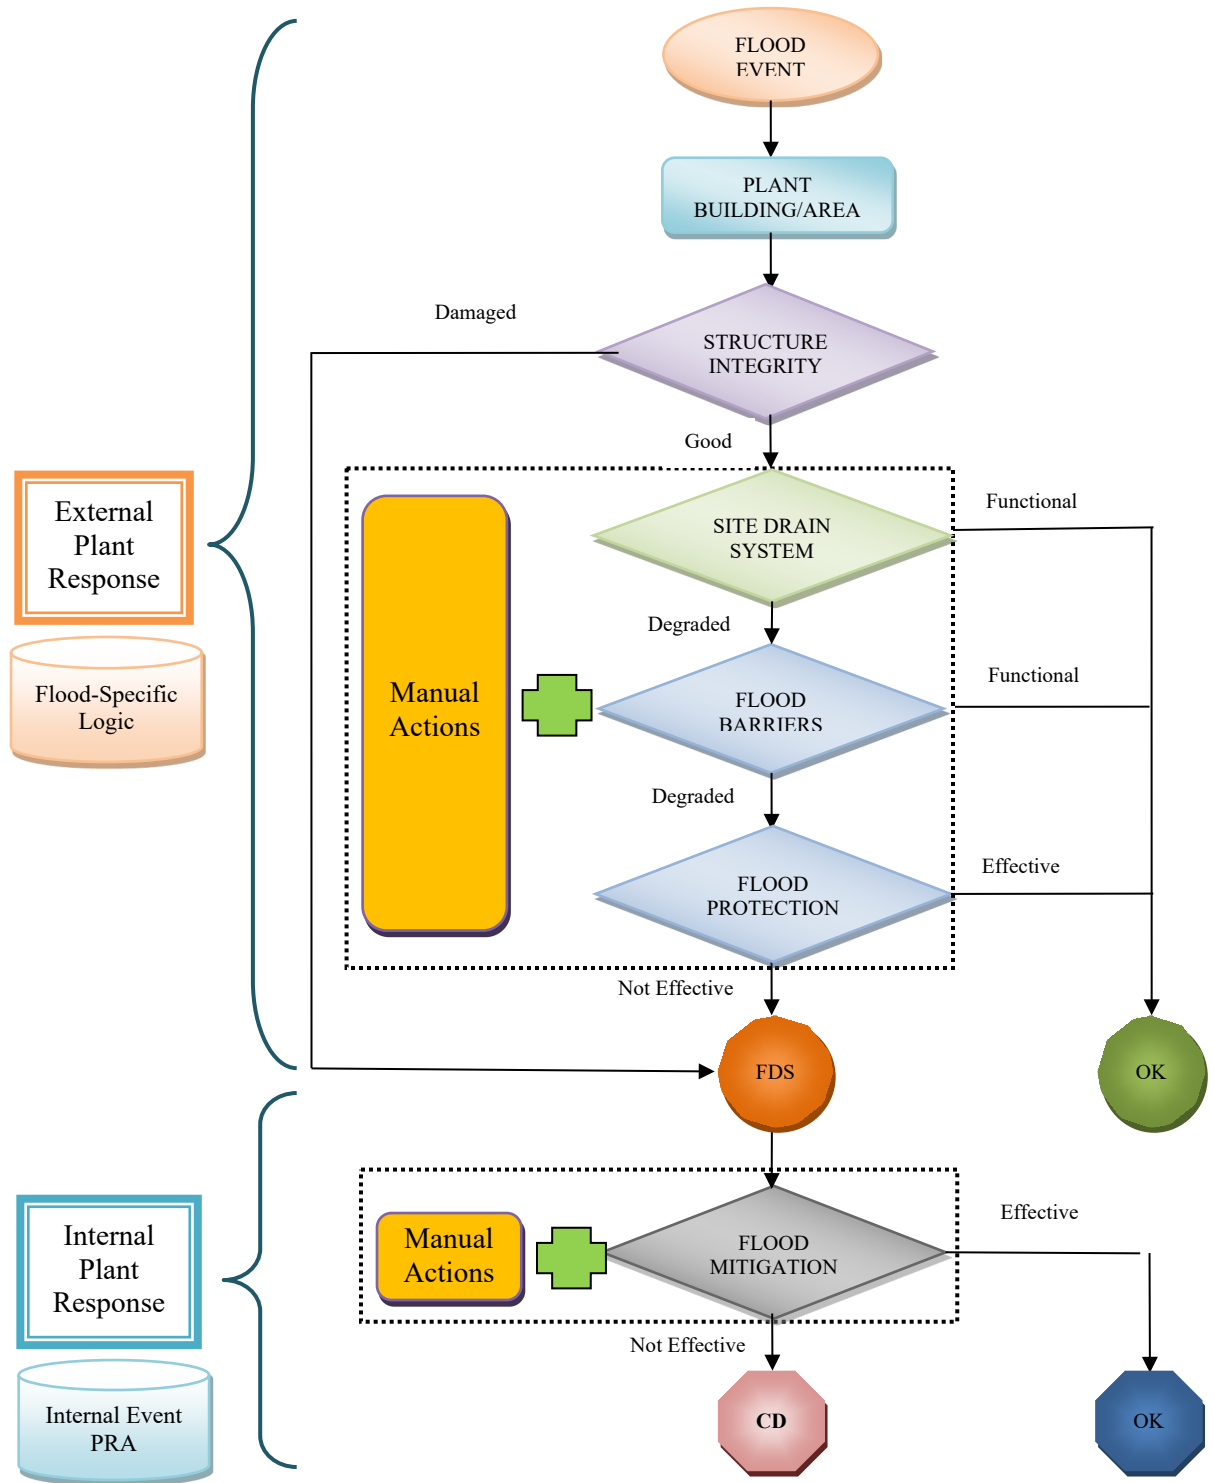 FLOOD
EVENT
PLANT
BUILDING/AREA
Damaged
STRUCTURE
INTEGRITY
Good
External
Plant
Response
Flood-Specific
Logic
Manual
Actions
SITE DRAIN
SYSTEM
Functional
Degraded
FLOOD
BARRIERS
Functional
Degraded
FLOOD
PROTECTION
Effective
Not Effective
FDS
OK
Internal
Plant
Response
Internal Event
PRA
Manual
Actions
FLOOD
MITIGATION
Effective
Not Effective
CD
OK